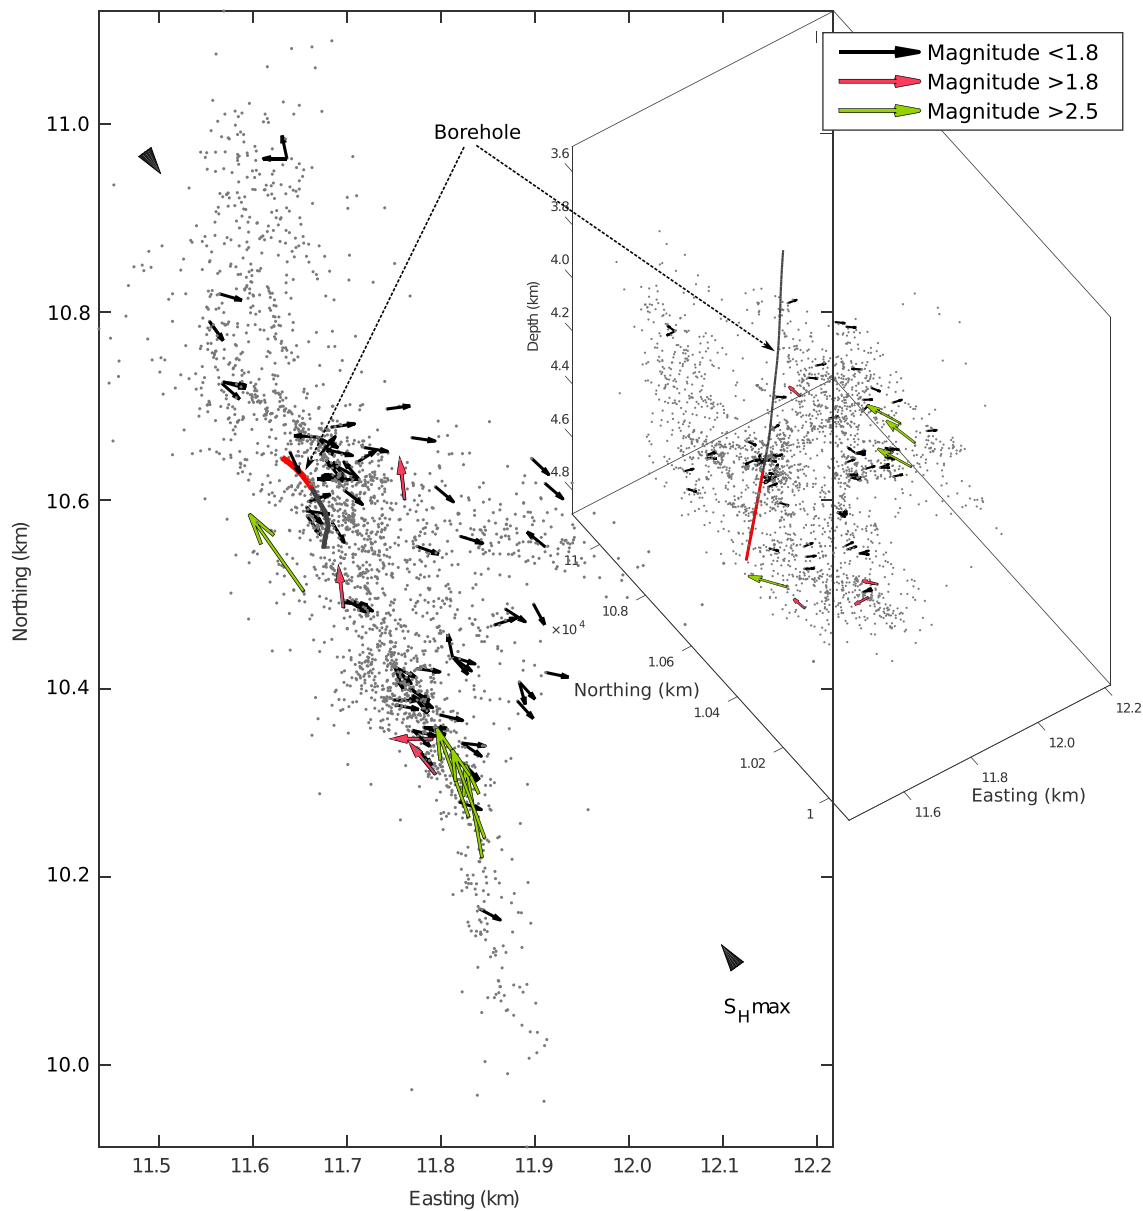 Magnitude <1.8
Magnitude >1.8
Magnitude >2.5
Borehole
11.0
10.8
10.6
10.4
10.2
10.0
Northing (km)
11.5 11.6 11.7 11.8 11.9 12.0 12.1 12.2
Easting (km)
3.6
3.8
4.0
4.2
4.4
4.6
4.8
Depth (km)
11
10.8
1.06
1.04
1.02
1
×10⁴
Northing (km)
12.2
12.0
11.8
11.6
Easting (km)
SHmax